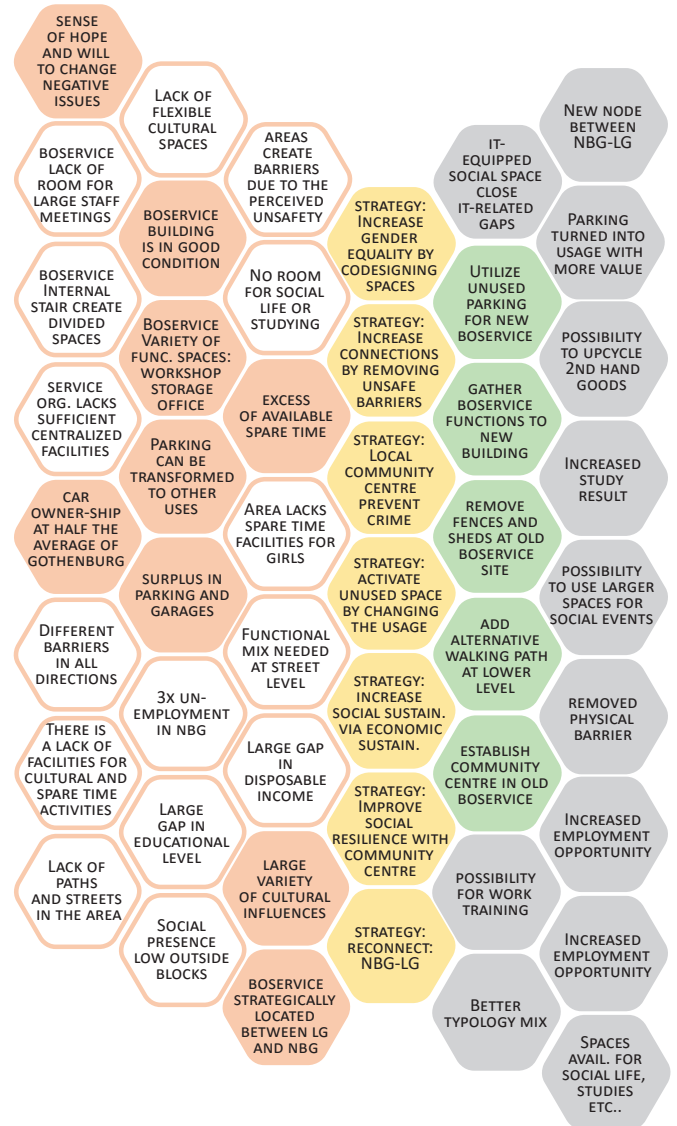 SENSE
OF HOPE
AND WILL
TO CHANGE
NEGATIVE
ISSUES
BOSERVICE
LACK OF
ROOM FOR
LARGE STAFF
MEETINGS
BOSERVICE
INTERNAL
STAIR CREATE
DIVIDED
SPACES
SERVICE
ORG. LACKS
SUFFICIENT
CENTRALIZED
FACILITIES
CAR
OWNER-SHIP
AT HALF THE
AVERAGE OF
GOTHENBURG
DIFFERENT
BARRIERS
IN ALL
DIRECTIONS
THERE IS
A LACK OF
FACILITIES FOR
CULTURAL AND
SPARE TIME
ACTIVITIES
LACK OF
PATHS
AND STREETS
IN THE AREA
LACK OF
FLEXIBLE
CULTURAL
SPACES
BOSERVICE
BUILDING
IS IN GOOD
CONDITION
BOSERVICE
VARIETY OF
FUNC. SPACES:
WORKSHOP
STORAGE
OFFICE
PARKING
CAN BE
TRANSFORMED
TO OTHER
USES
SURPLUS IN
PARKING AND
GARAGES
3X UN-
EMPLOYMENT
IN NBG
LARGE
GAP IN
EDUCATIONAL
LEVEL
SOCIAL
PRESENCE
LOW OUTSIDE
BLOCKS
AREAS
CREATE
BARRIERS
DUE TO THE
PERCEIVED
UNSAFETY
NO ROOM
FOR SOCIAL
LIFE OR
STUDYING
EXCESS
OF AVAILABLE
SPARE TIME
AREA LACKS
SPARE TIME
FACILITIES FOR
GIRLS
FUNCTIONAL
MIX NEEDED
AT STREET
LEVEL
LARGE GAP
IN
DISPOSABLE
INCOME
LARGE
VARIETY
OF CULTURAL
INFLUENCES
BOSERVICE
STRATEGICALLY
LOCATED
BETWEEN LG
AND NBG
STRATEGY:
INCREASE
GENDER
EQUALITY BY
CODESIGNING
SPACES
STRATEGY:
INCREASE
CONNECTIONS
BY REMOVING
UNSAFE
BARRIERS
STRATEGY:
LOCAL
COMMUNITY
CENTRE
PREVENT
CRIME
STRATEGY:
ACTIVATE
UNUSED SPACE
BY CHANGING
THE USAGE
STRATEGY:
INCREASE
SOCIAL SUSTAIN.
VIA ECONOMIC
SUSTAIN.
STRATEGY:
IMPROVE
SOCIAL
RESILIENCE WITH
COMMUNITY
CENTRE
STRATEGY:
RECONNECT:
NBG-LG
IT-
EQUIPPED
SOCIAL SPACE
CLOSE
IT-RELATED
GAPS
UTILIZE
UNUSED
PARKING
FOR NEW
BOSERVICE
GATHER
BOSERVICE
FUNCTIONS TO
NEW
BUILDING
REMOVE
FENCES AND
SHEDS AT OLD
BOSERVICE
SITE
ADD
ALTERNATIVE
WALKING PATH
AT LOWER
LEVEL
ESTABLISH
COMMUNITY
CENTRE IN OLD
BOSERVICE
POSSIBILITY
FOR WORK
TRAINING
BETTER
TYPOLOGY MIX
NEW NODE
BETWEEN
NBG-LG
PARKING
TURNED INTO
USAGE WITH
MORE VALUE
POSSIBILITY
TO UPCYCLE
2ND HAND
GOODS
INCREASED
STUDY
RESULT
POSSIBILITY
TO USE LARGER
SPACES FOR
SOCIAL EVENTS
REMOVED
PHYSICAL
BARRIER
INCREASED
EMPLOYMENT
OPPORTUNITY
INCREASED
EMPLOYMENT
OPPORTUNITY
SPACES
AVAIL. FOR
SOCIAL LIFE,
STUDIES
ETC..